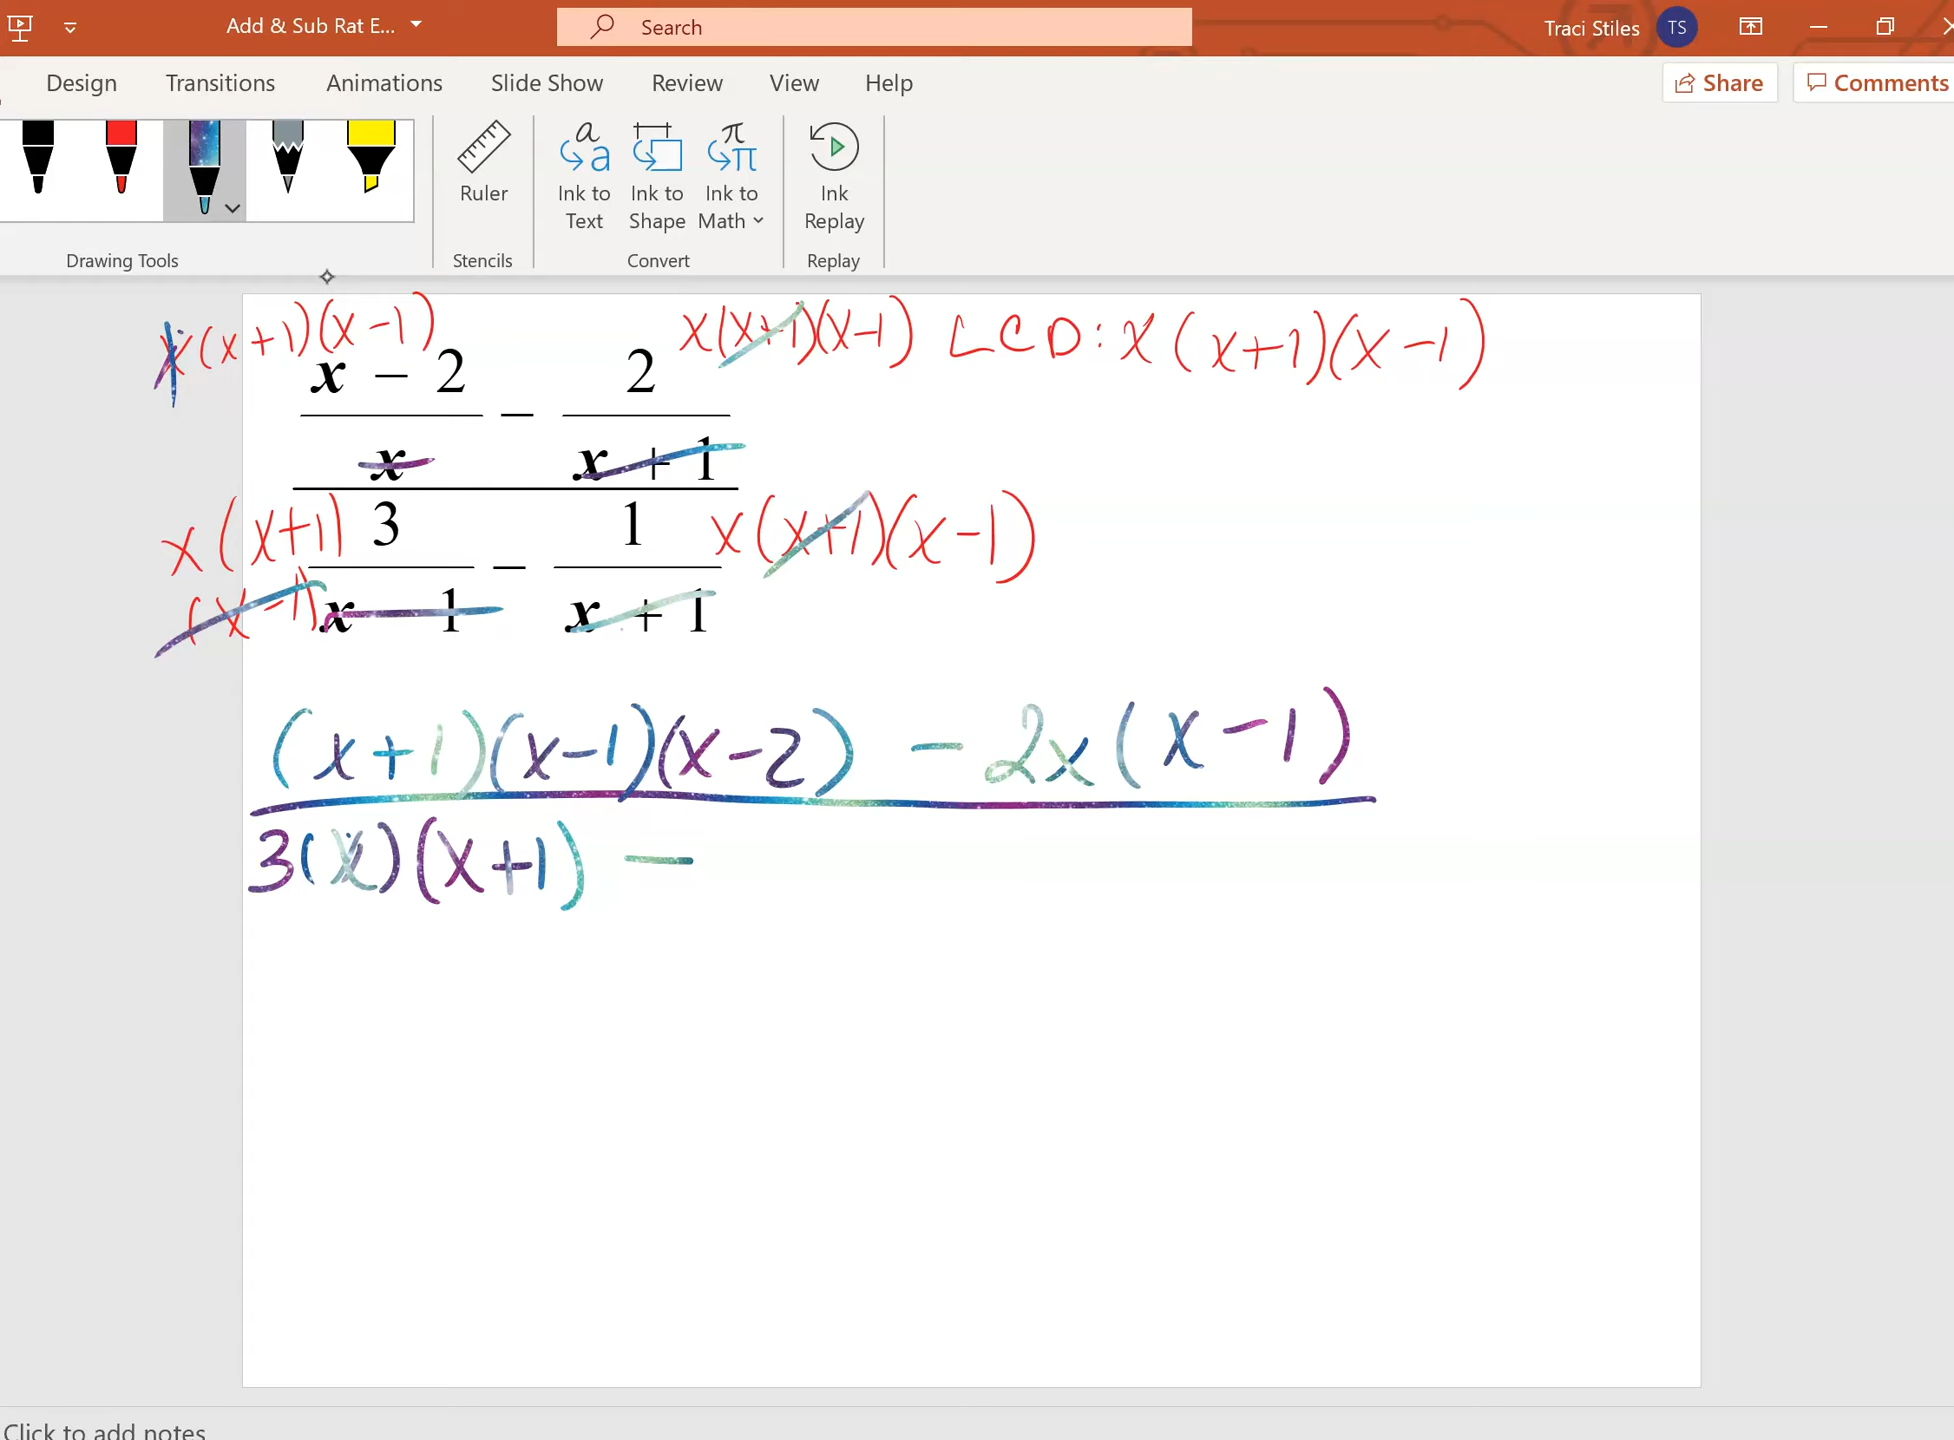 Add & Sub Rat E... Search Traci Stiles TS
Design Transitions Animations Slide Show Review View Help Share Comments
Ruler
Ink to Text
Ink to Shape
Ink to Math
Ink Replay
Drawing Tools Stencils Convert Replay
x(x+1)(x-1) x(x+1)(x-1) LCD: x(x+1)(x-1)
x − 2 2
−
x x + 1
x(x+1) 3 1 x(x+1)(x-1)
−
(x-1) x 1 x + 1
(x+1)(x-1)(x-2) - 2x(x-1)
3(x)(x+1) -
Click to add notes